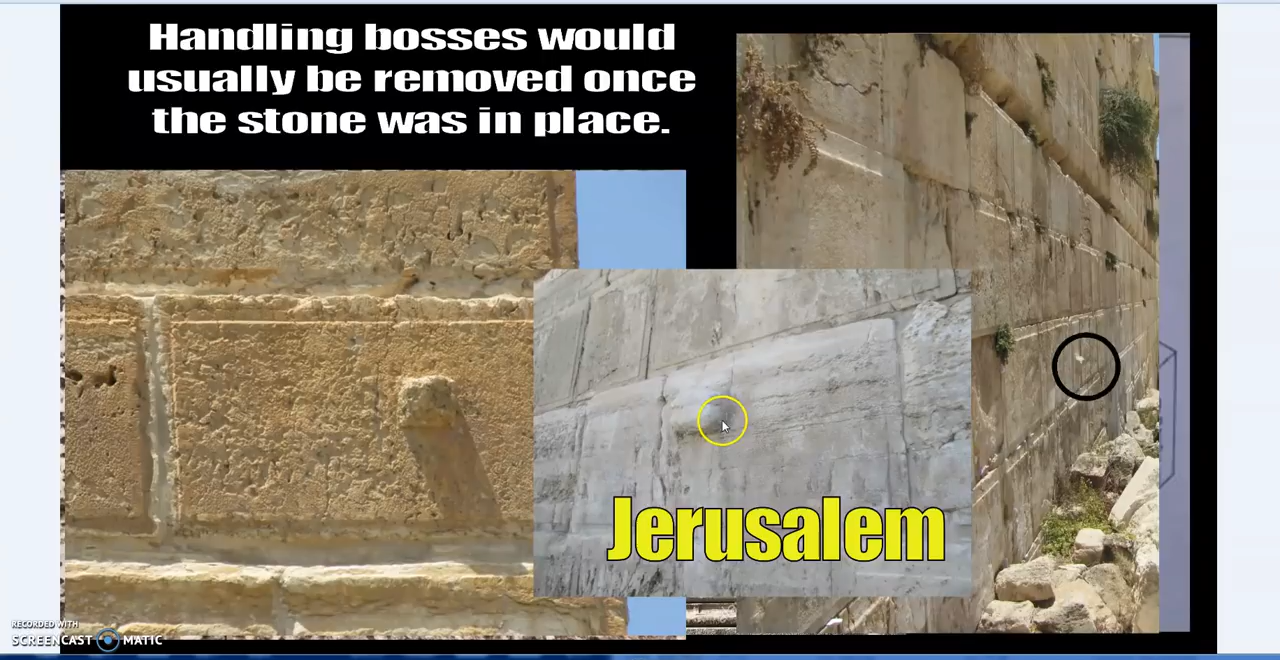 Handling bosses would
usually be removed once
the stone was in place.
Jerusalem
RECORDED WITH
SCREENCAST MATIC